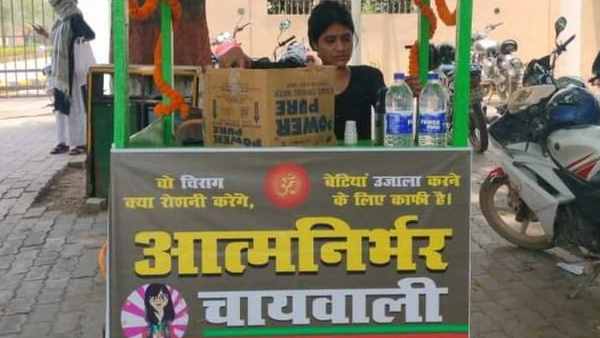 POWER
PURE
वो चिराग
क्या रोशनी करेंगे,
ॐ
बेटियां उजाला करने
के लिए काफी है।
आत्मनिर्भर
चायवाली